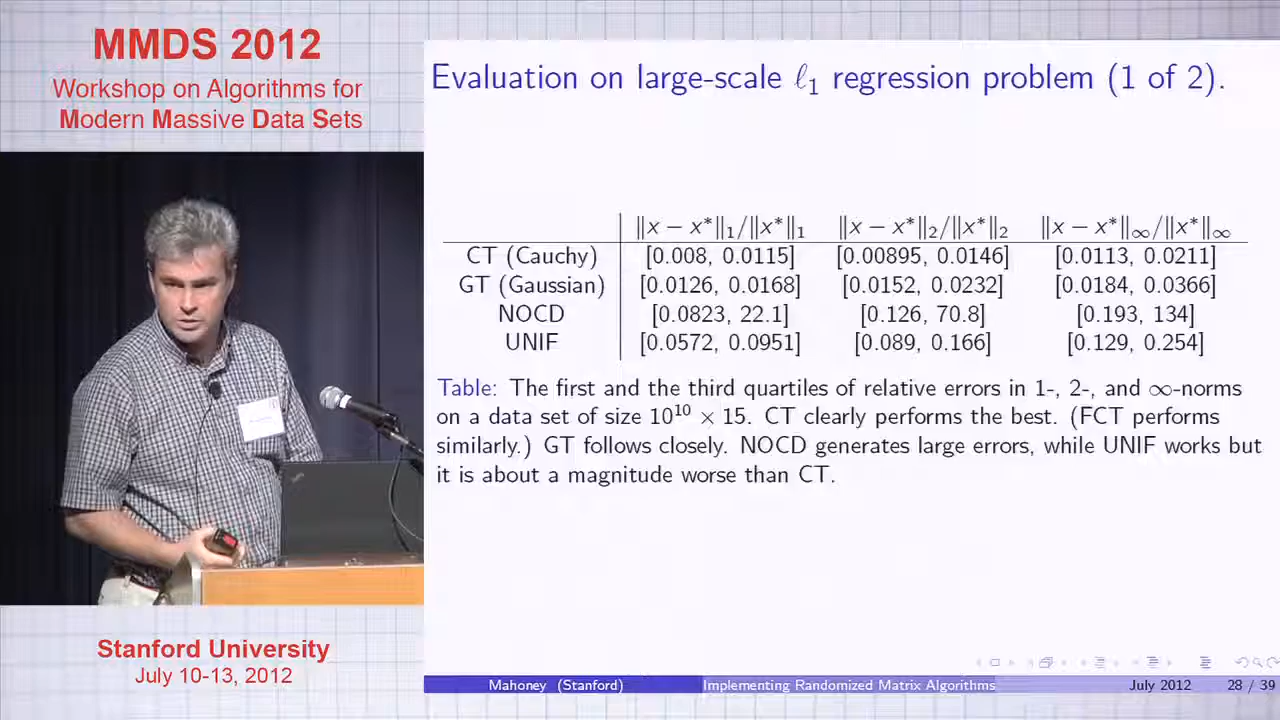 MMDS 2012
Workshop on Algorithms for
Modern Massive Data Sets
Evaluation on large-scale ℓ1 regression problem (1 of 2).
‖x − x*‖1/‖x*‖1 ‖x − x*‖2/‖x*‖2 ‖x − x*‖∞/‖x*‖∞
CT (Cauchy) [0.008, 0.0115] [0.00895, 0.0146] [0.0113, 0.0211]
GT (Gaussian) [0.0126, 0.0168] [0.0152, 0.0232] [0.0184, 0.0366]
NOCD [0.0823, 22.1] [0.126, 70.8] [0.193, 134]
UNIF [0.0572, 0.0951] [0.089, 0.166] [0.129, 0.254]
Table: The first and the third quartiles of relative errors in 1-, 2-, and ∞-norms
on a data set of size 10^10 × 15. CT clearly performs the best. (FCT performs
similarly.) GT follows closely. NOCD generates large errors, while UNIF works but
it is about a magnitude worse than CT.
Stanford University
July 10-13, 2012
Mahoney (Stanford) Implementing Randomized Matrix Algorithms July 2012 28 / 39